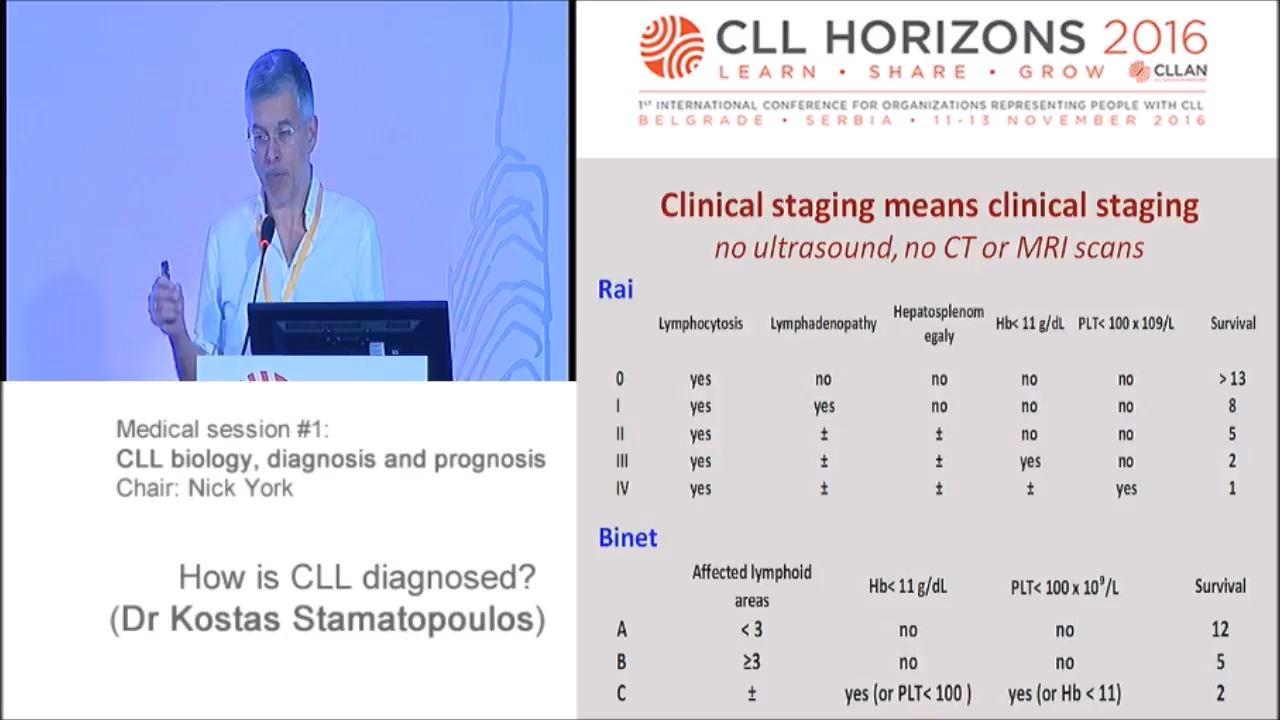 CLL HORIZONS 2016
LEARN • SHARE • GROW
CLLAN
1ST INTERNATIONAL CONFERENCE FOR ORGANIZATIONS REPRESENTING PEOPLE WITH CLL
BELGRADE • SERBIA • 11-13 NOVEMBER 2016
Clinical staging means clinical staging
no ultrasound, no CT or MRI scans
Rai
Lymphocytosis Lymphadenopathy Hepatosplenom Hb< 11 g/dL PLT< 100 x 109/L Survival
egaly
0 yes no no no no > 13
I yes yes no no no 8
II yes ± ± no no 5
III yes ± ± yes no 2
IV yes ± ± ± yes 1
Binet
Affected lymphoid Hb< 11 g/dL PLT< 100 x 10⁹/L Survival
areas
A < 3 no no 12
B ≥3 no no 5
C ± yes (or PLT< 100 ) yes (or Hb < 11) 2
Medical session #1:
CLL biology, diagnosis and prognosis
Chair: Nick York
How is CLL diagnosed?
(Dr Kostas Stamatopoulos)